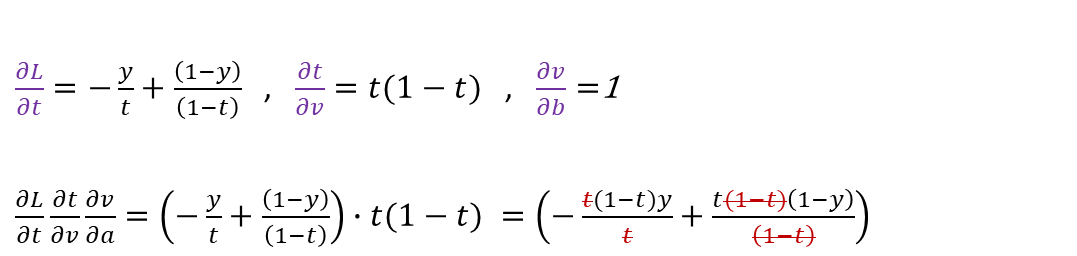 ∂L/∂t = −y/t + (1−y)/(1−t) , ∂t/∂v = t(1 − t) , ∂v/∂b = 1
∂L/∂t ∂t/∂v ∂v/∂a = (−y/t + (1−y)/(1−t)) · t(1 − t) = (− t(1−t)y/t + t(1−t)(1−y)/(1−t))